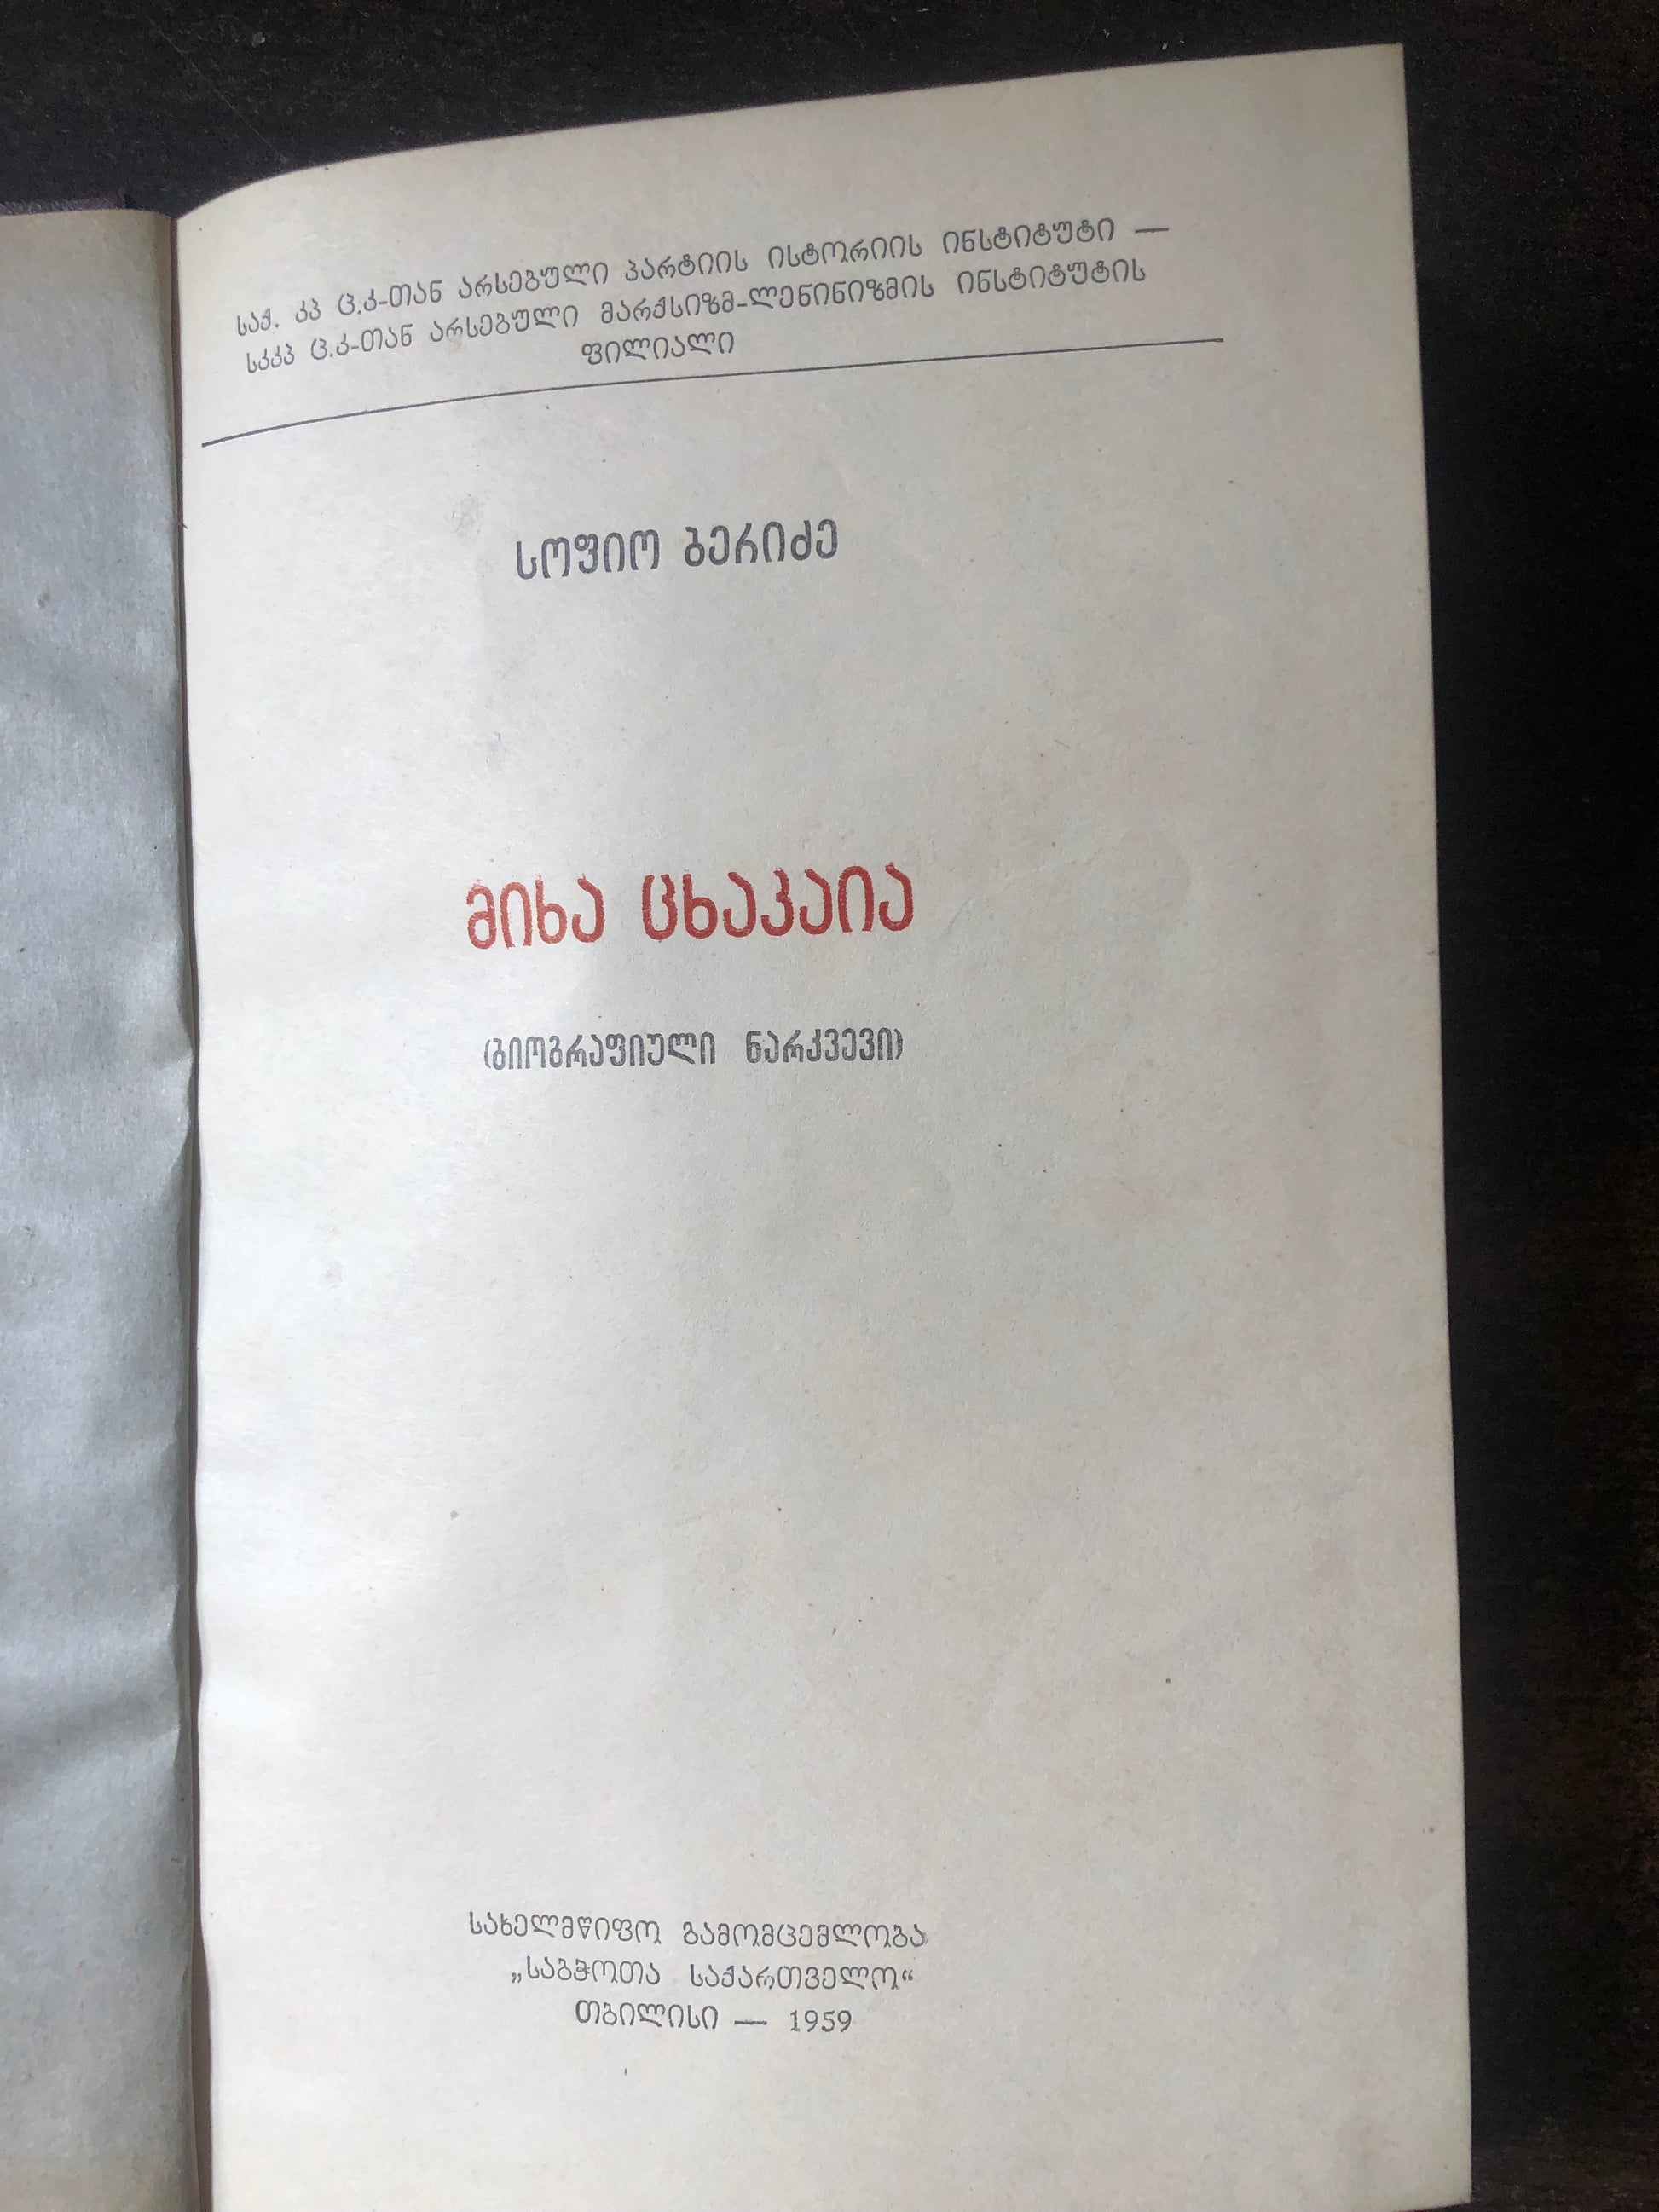 საქ. კპ ც.კ-თან არსებული პარტიის ისტორიის ინსტიტუტი —
სკკპ ც.კ-თან არსებული მარქსიზმ-ლენინიზმის ინსტიტუტის
ფილიალი
სოფიო ბერიძე
მიხა ცხაკაია
(ბიოგრაფიული ნარკვევი)
სახელმწიფო გამომცემლობა
„საბჭოთა საქართველო“
თბილისი — 1959